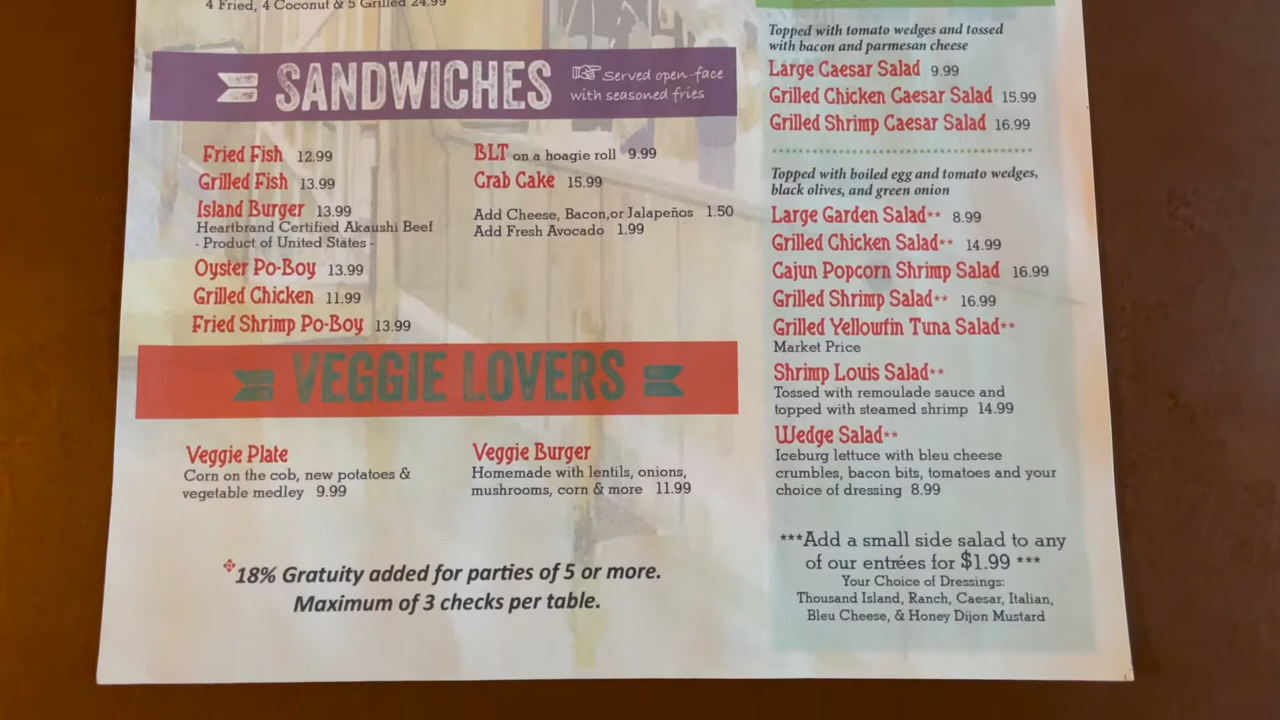 4 Fried, 4 Coconut & 5 Grilled 24.99
SANDWICHES
Served open-face
with seasoned fries
Fried Fish 12.99
Grilled Fish 13.99
Island Burger 13.99
Heartbrand Certified Akaushi Beef
- Product of United States -
Oyster Po-Boy 13.99
Grilled Chicken 11.99
Fried Shrimp Po-Boy 13.99
BLT on a hoagie roll 9.99
Crab Cake 15.99
Add Cheese, Bacon,or Jalapeños 1.50
Add Fresh Avocado 1.99
VEGGIE LOVERS
Veggie Plate
Corn on the cob, new potatoes &
vegetable medley 9.99
Veggie Burger
Homemade with lentils, onions,
mushrooms, corn & more 11.99
18% Gratuity added for parties of 5 or more.
Maximum of 3 checks per table.
Topped with tomato wedges and tossed
with bacon and parmesan cheese
Large Caesar Salad 9.99
Grilled Chicken Caesar Salad 15.99
Grilled Shrimp Caesar Salad 16.99
Topped with boiled egg and tomato wedges,
black olives, and green onion
Large Garden Salad** 8.99
Grilled Chicken Salad** 14.99
Cajun Popcorn Shrimp Salad 16.99
Grilled Shrimp Salad** 16.99
Grilled Yellowfin Tuna Salad**
Market Price
Shrimp Louis Salad**
Tossed with remoulade sauce and
topped with steamed shrimp 14.99
Wedge Salad**
Iceburg lettuce with bleu cheese
crumbles, bacon bits, tomatoes and your
choice of dressing 8.99
***Add a small side salad to any
of our entrées for $1.99 ***
Your Choice of Dressings:
Thousand Island, Ranch, Caesar, Italian,
Bleu Cheese, & Honey Dijon Mustard